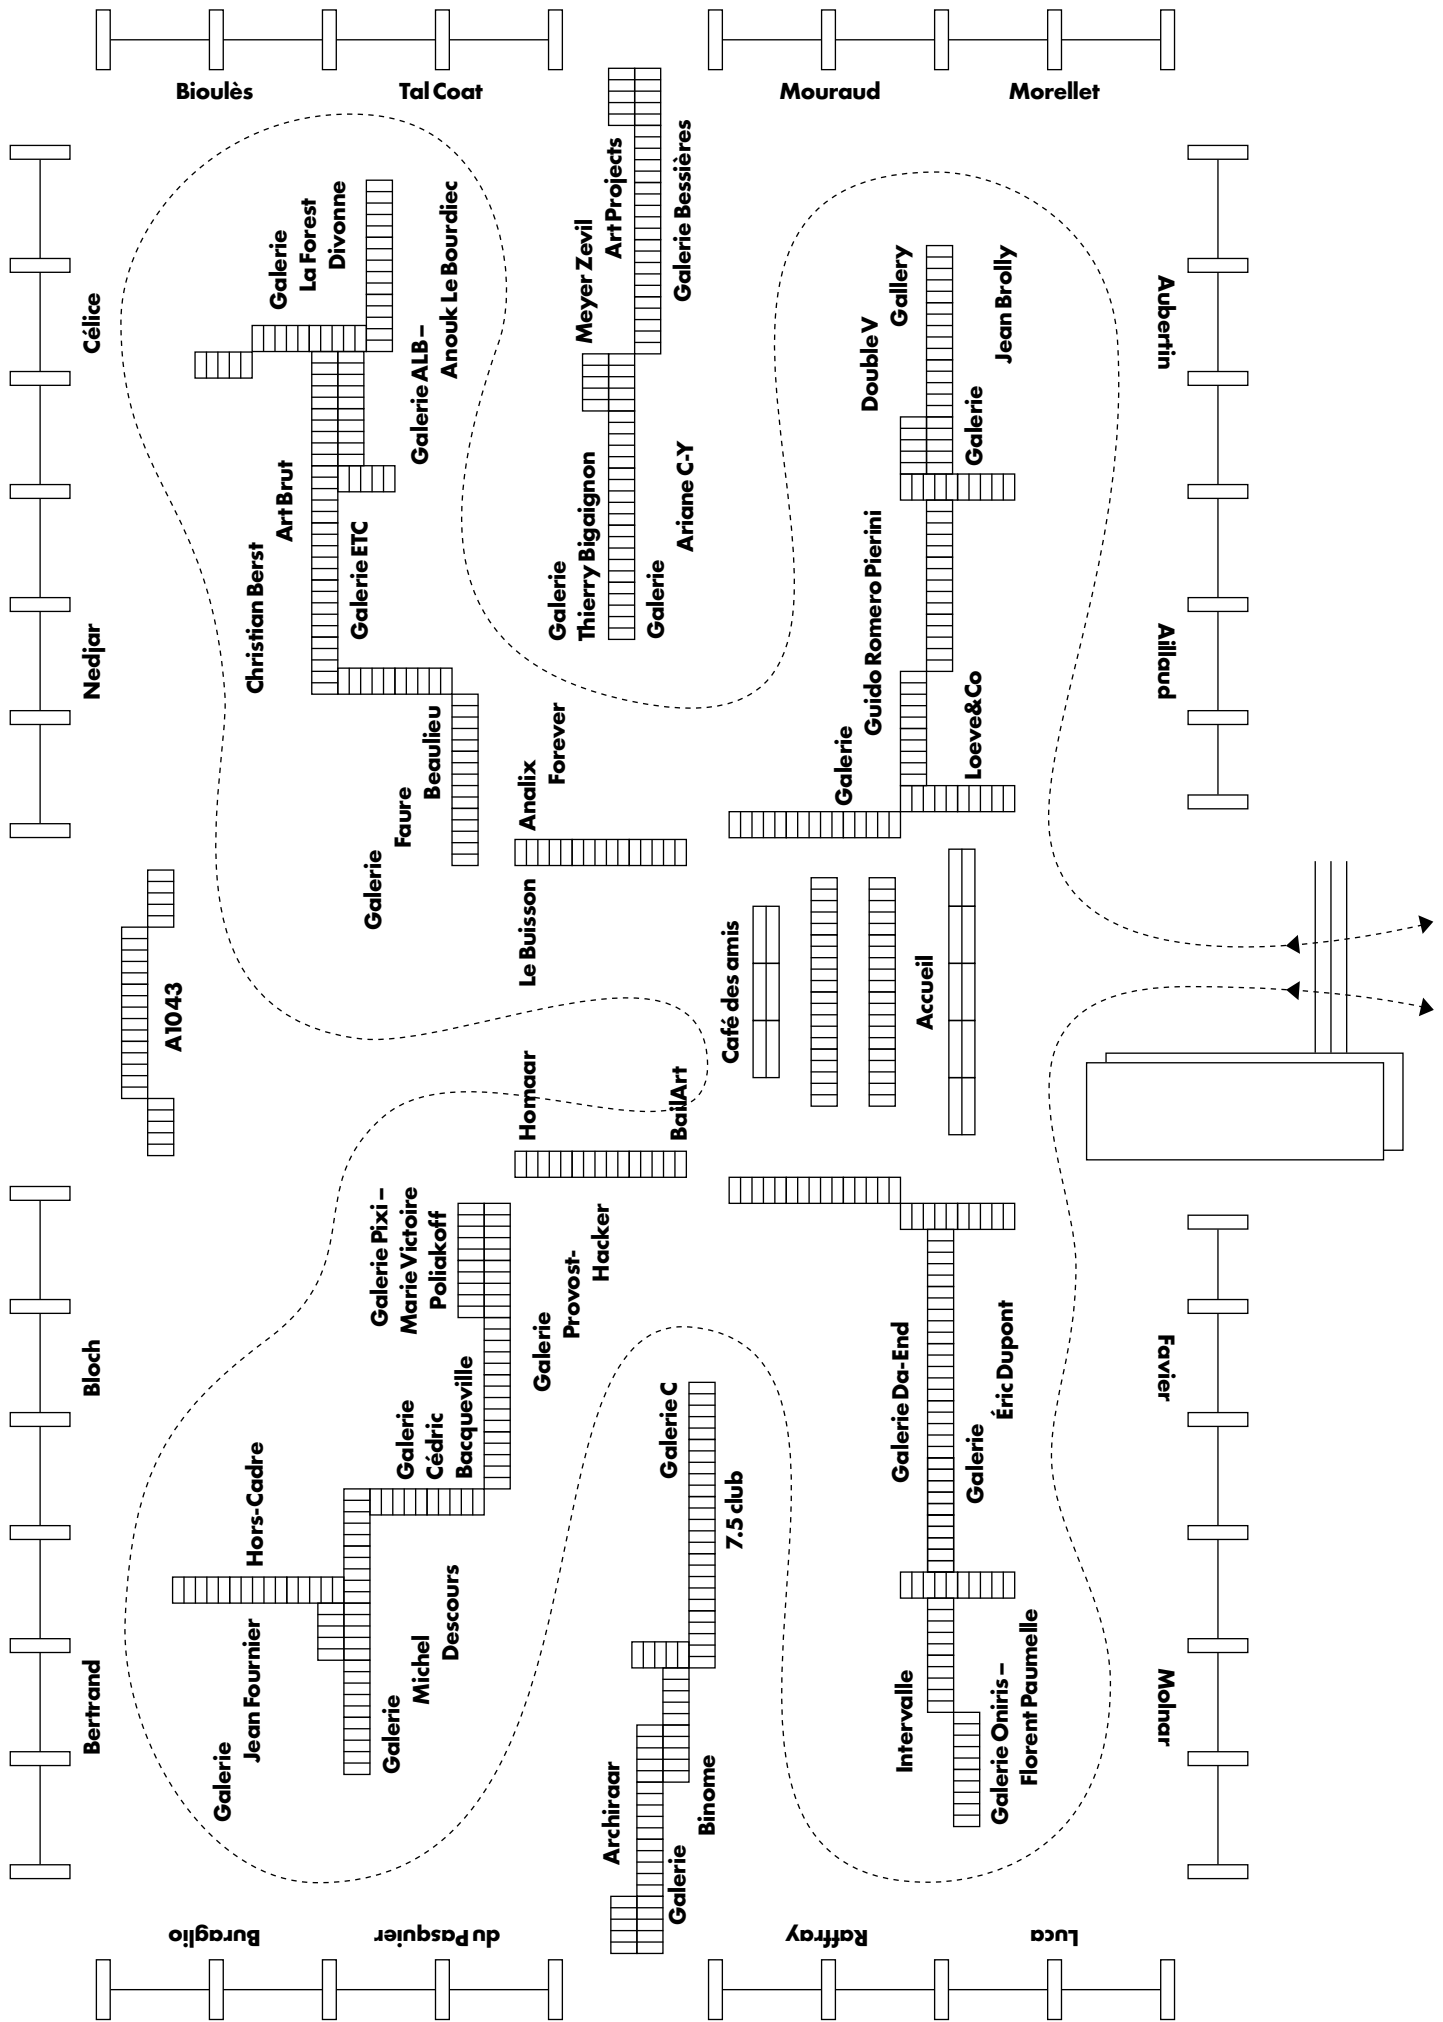 Bioulès
Tal Coat
Mouraud
Morellet
Célice
Nedjar
Bloch
Bertrand
Aubertin
Aillaud
Favier
Molnar
Buraglio
du Pasquier
Raffray
Luca
Galerie
La Forest
Divonne
Galerie ALB –
Anouk Le Bourdiec
Christian Berst
Art Brut
Galerie ETC
Galerie
Faure
Beaulieu
Meyer Zevil
Art Projects
Galerie Bessières
Galerie
Thierry Bigaignon
Galerie
Ariane C-Y
Double V
Gallery
Galerie
Jean Brolly
Galerie
Guido Romero Pierini
Loeve&Co
Analix
Forever
Le Buisson
A1043
Café des amis
Accueil
Homaar
BailArt
Galerie Pixi –
Marie Victoire
Poliakoff
Galerie
Provost-
Hacker
Galerie
Cédric
Bacqueville
Hors-Cadre
Galerie
Jean Fournier
Galerie
Michel
Descours
Galerie C
7.5 club
Archiraar
Galerie
Binome
Galerie Da-End
Galerie
Éric Dupont
Intervalle
Galerie Oniris –
Florent Paumelle